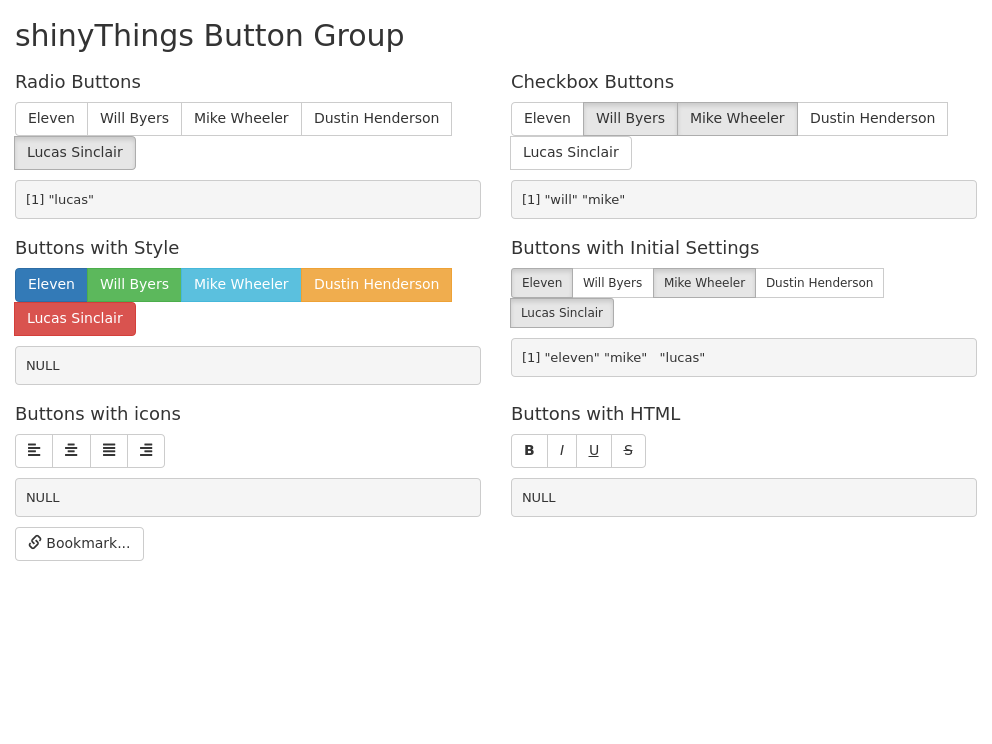 shinyThings Button Group
Radio Buttons
Eleven Will Byers Mike Wheeler Dustin Henderson
Lucas Sinclair
[1] "lucas"
Checkbox Buttons
Eleven Will Byers Mike Wheeler Dustin Henderson
Lucas Sinclair
[1] "will" "mike"
Buttons with Style
Eleven Will Byers Mike Wheeler Dustin Henderson
Lucas Sinclair
NULL
Buttons with Initial Settings
Eleven Will Byers Mike Wheeler Dustin Henderson
Lucas Sinclair
[1] "eleven" "mike"   "lucas"
Buttons with icons
NULL
Buttons with HTML
B I U S
NULL
Bookmark...